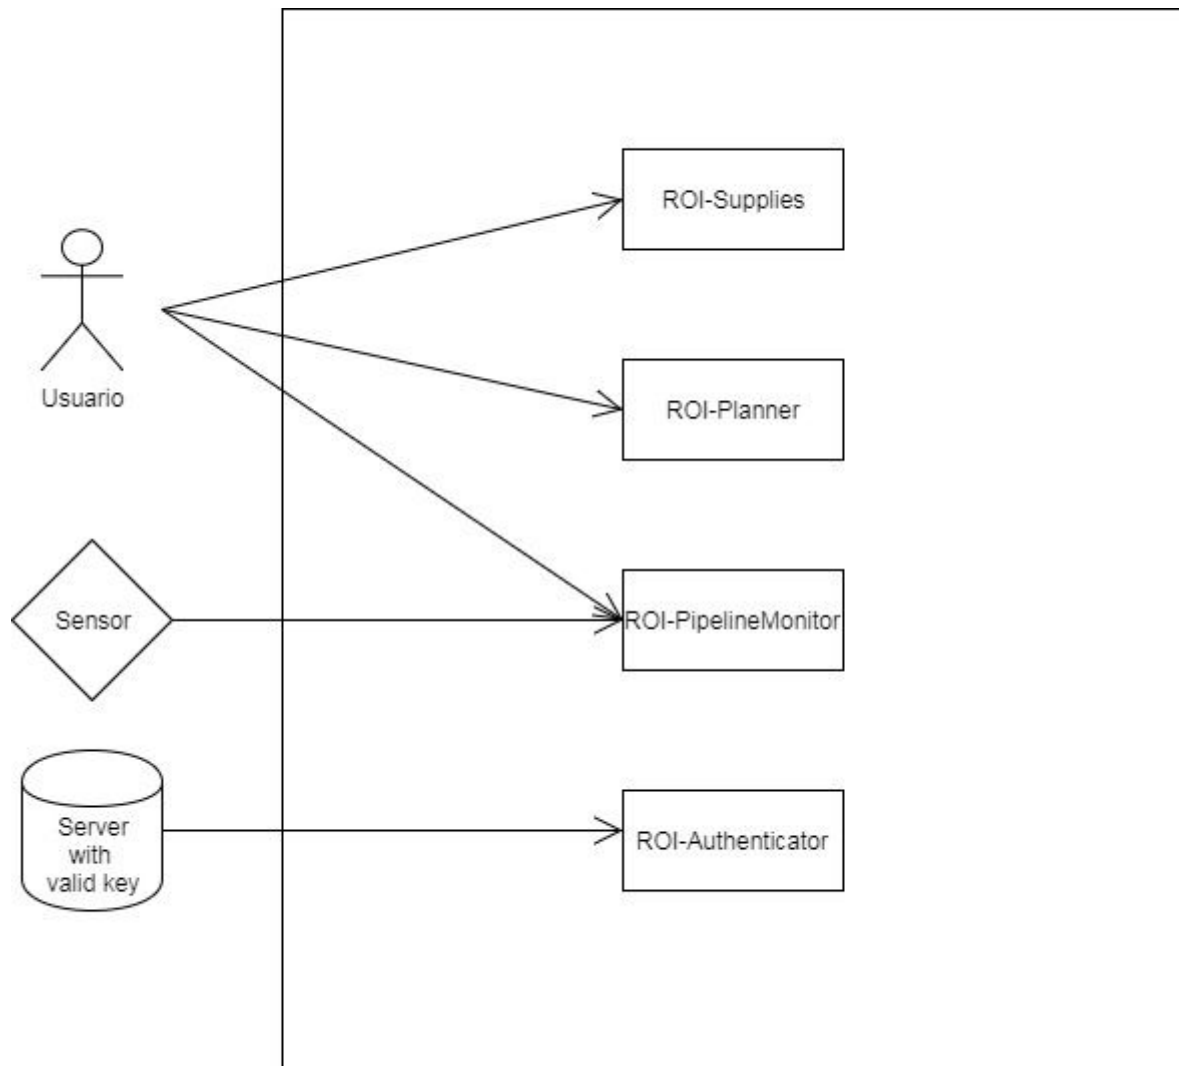 ROI-Supplies
Usuario
ROI-Planner
Sensor
ROI-PipelineMonitor
Server
with
valid key
ROI-Authenticator